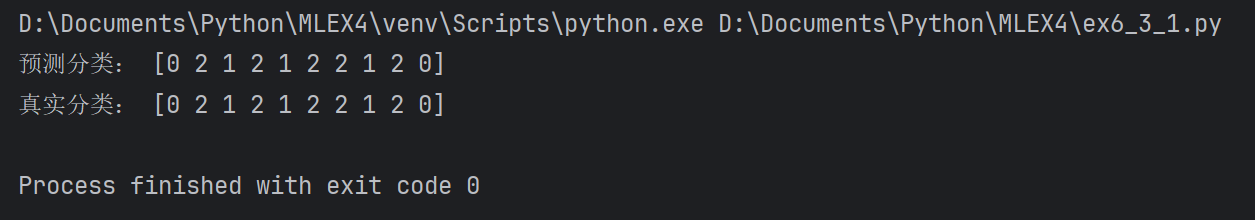 D:\Documents\Python\MLEX4\venv\Scripts\python.exe D:\Documents\Python\MLEX4\ex6_3_1.py
预测分类： [0 2 1 2 1 2 2 1 2 0]
真实分类： [0 2 1 2 1 2 2 1 2 0]
Process finished with exit code 0